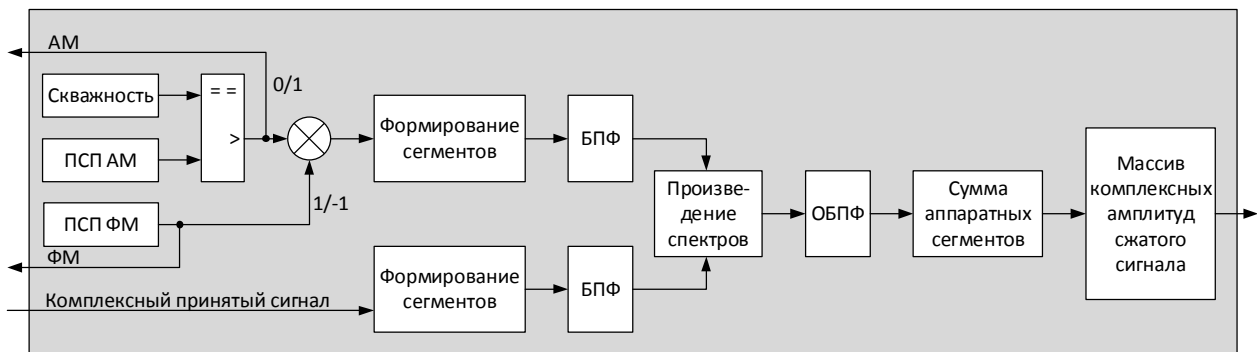 АМ
Скважность
ПСП АМ
ПСП ФМ
ФМ
Комплексный принятый сигнал
= =
>
0/1
1/-1
Формирование
сегментов
БПФ
Формирование
сегментов
БПФ
Произве-
дение
спектров
ОБПФ
Сумма
аппаратных
сегментов
Массив
комплексных
амплитуд
сжатого
сигнала